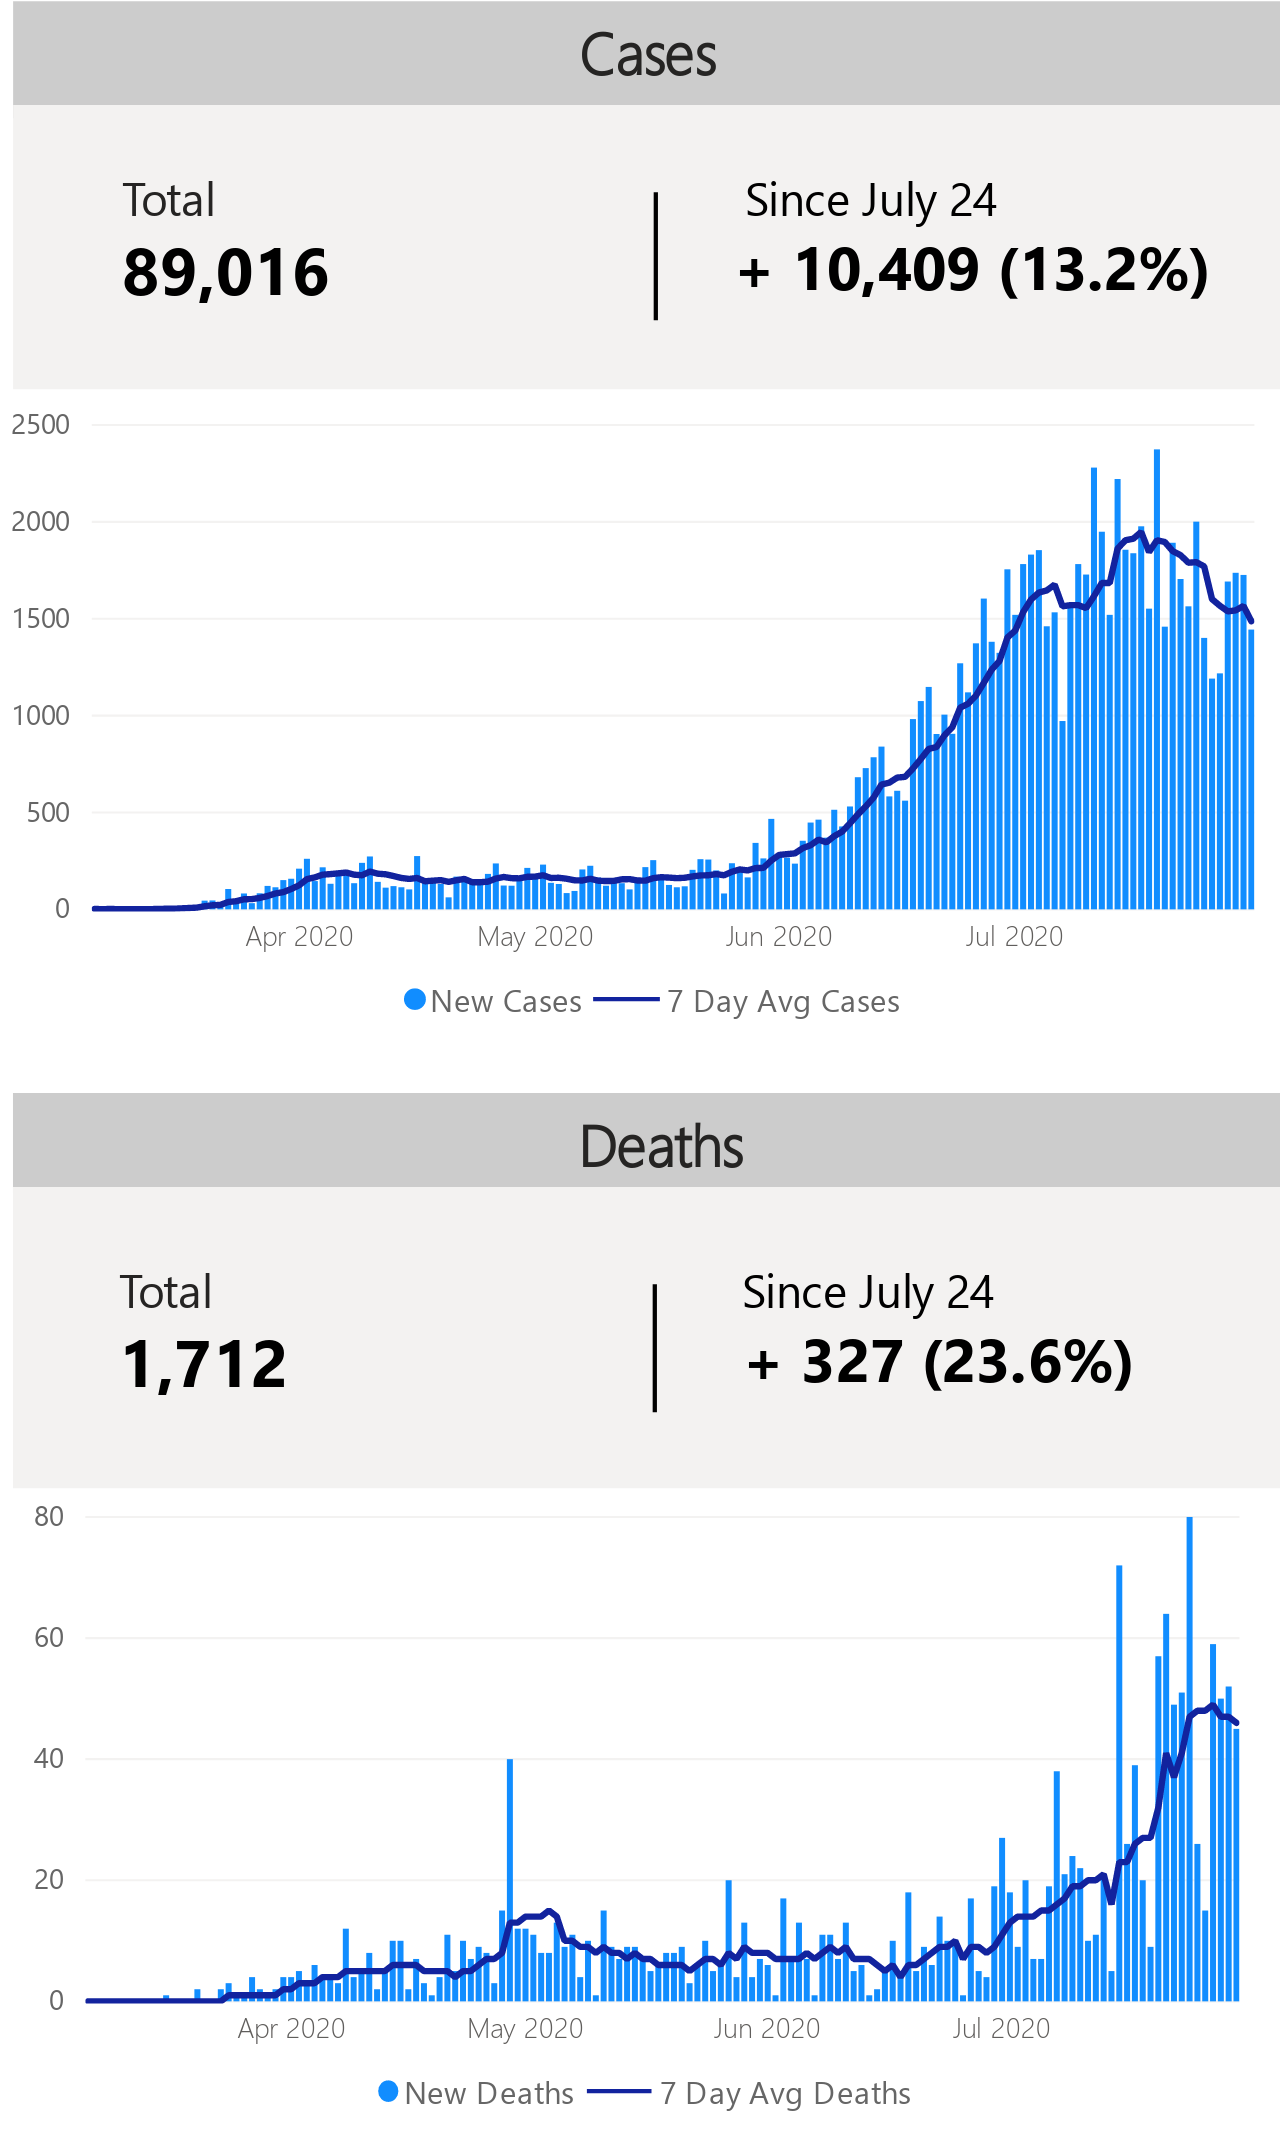 Cases
Total
Since July 24
89,016
+ 10,409 (13.2%)
2500
2000
1500
1000
500
0
Apr 2020 May 2020 Jun 2020 Jul 2020
New Cases 7 Day Avg Cases
Deaths
Total
Since July 24
1,712
+ 327 (23.6%)
80
60
40
20
0
Apr 2020 May 2020 Jun 2020 Jul 2020
New Deaths 7 Day Avg Deaths